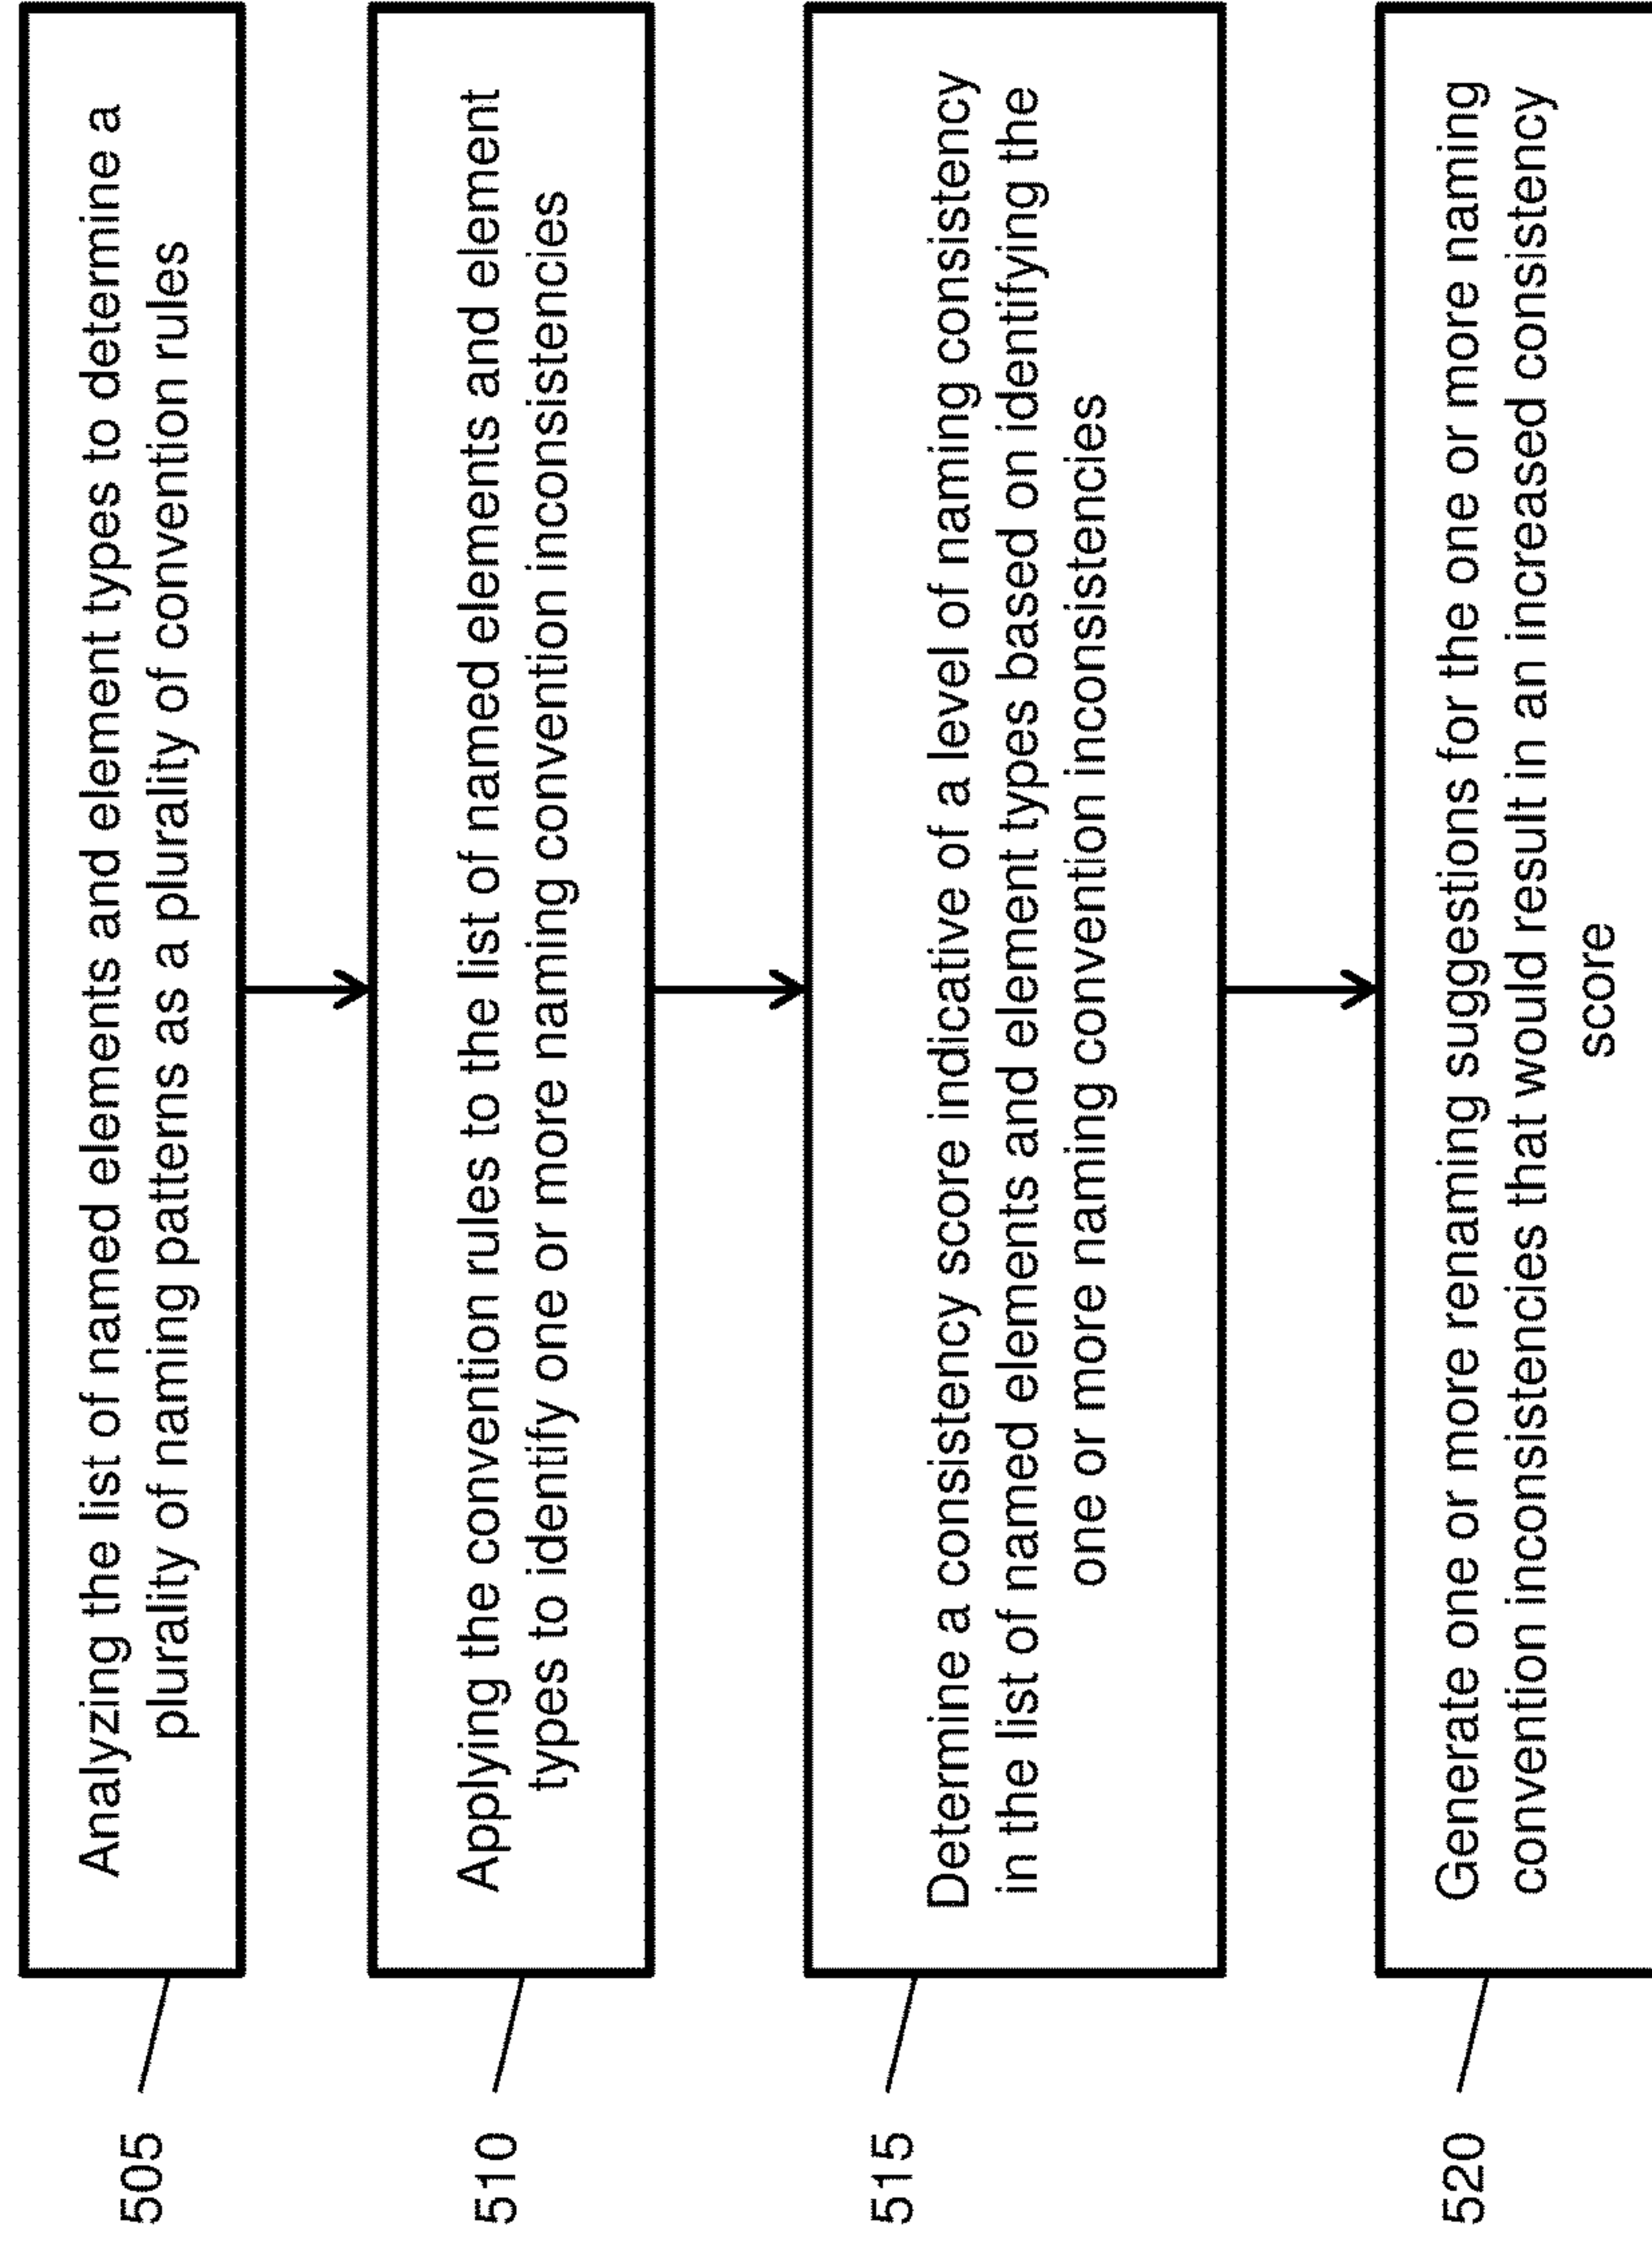 505
Analyzing the list of named elements and element types to determine a
plurality of naming patterns as a plurality of convention rules
510
Applying the convention rules to the list of named elements and element
types to identify one or more naming convention inconsistencies
515
Determine a consistency score indicative of a level of naming consistency
in the list of named elements and element types based on identifying the
one or more naming convention inconsistencies
520
Generate one or more renaming suggestions for the one or more naming
convention inconsistencies that would result in an increased consistency
score